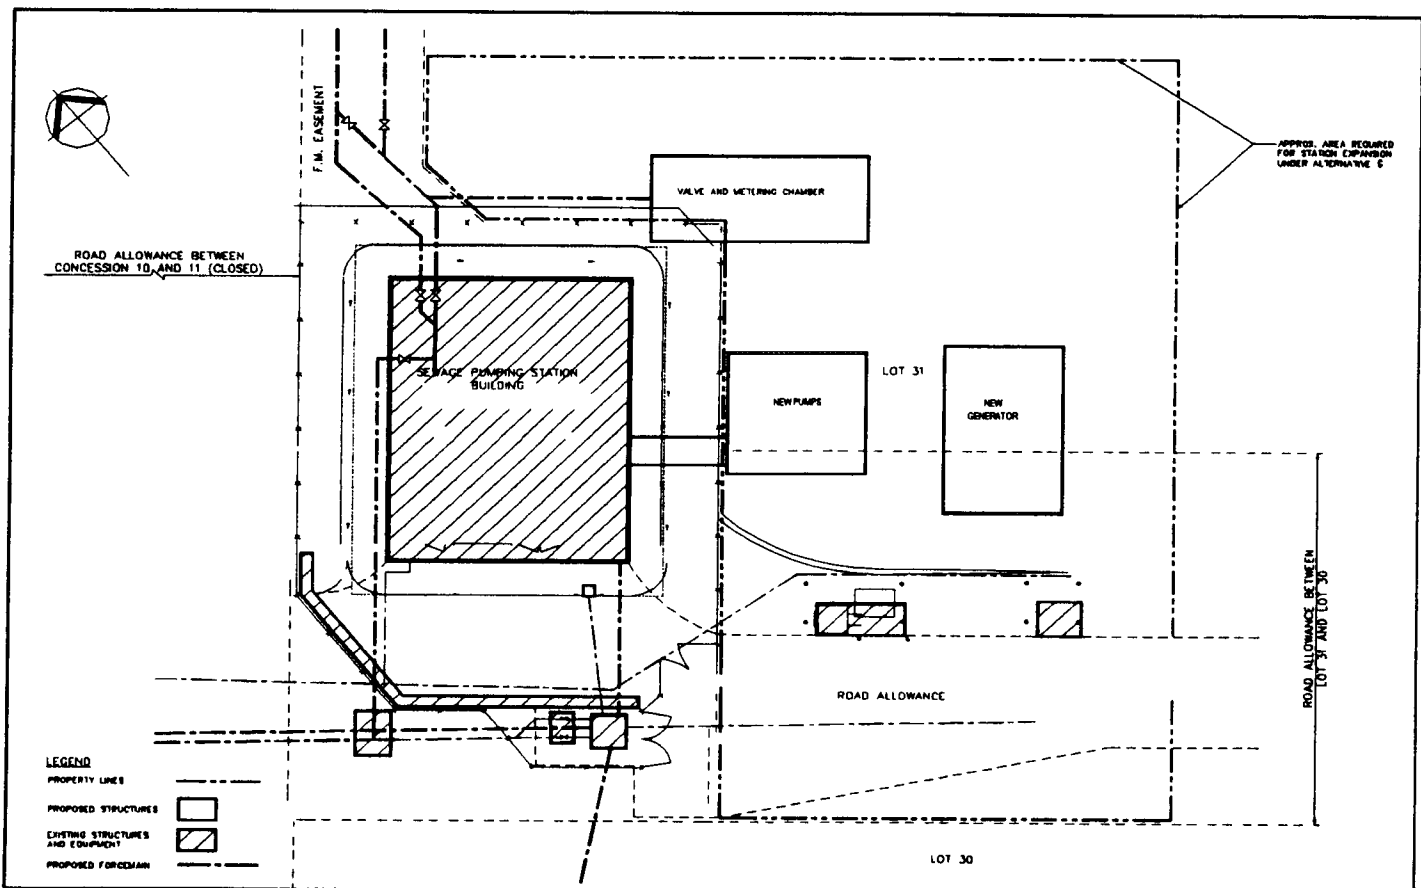 F.M. EASEMENT
APPROX. AREA REQUIRED
FOR STATION EXPANSION
UNDER ALTERNATIVE 6
VALVE AND METERING CHAMBER
ROAD ALLOWANCE BETWEEN
CONCESSION 10 AND 11 (CLOSED)
SEWAGE PUMPING STATION
BUILDING
LOT 31
NEW PUMPS
NEW
GENERATOR
ROAD ALLOWANCE BETWEEN
LOT 31 AND LOT 30
ROAD ALLOWANCE
LEGEND
PROPERTY LINES
PROPOSED STRUCTURES
EXISTING STRUCTURES
AND EQUIPMENT
PROPOSED FORCEMAIN
LOT 30